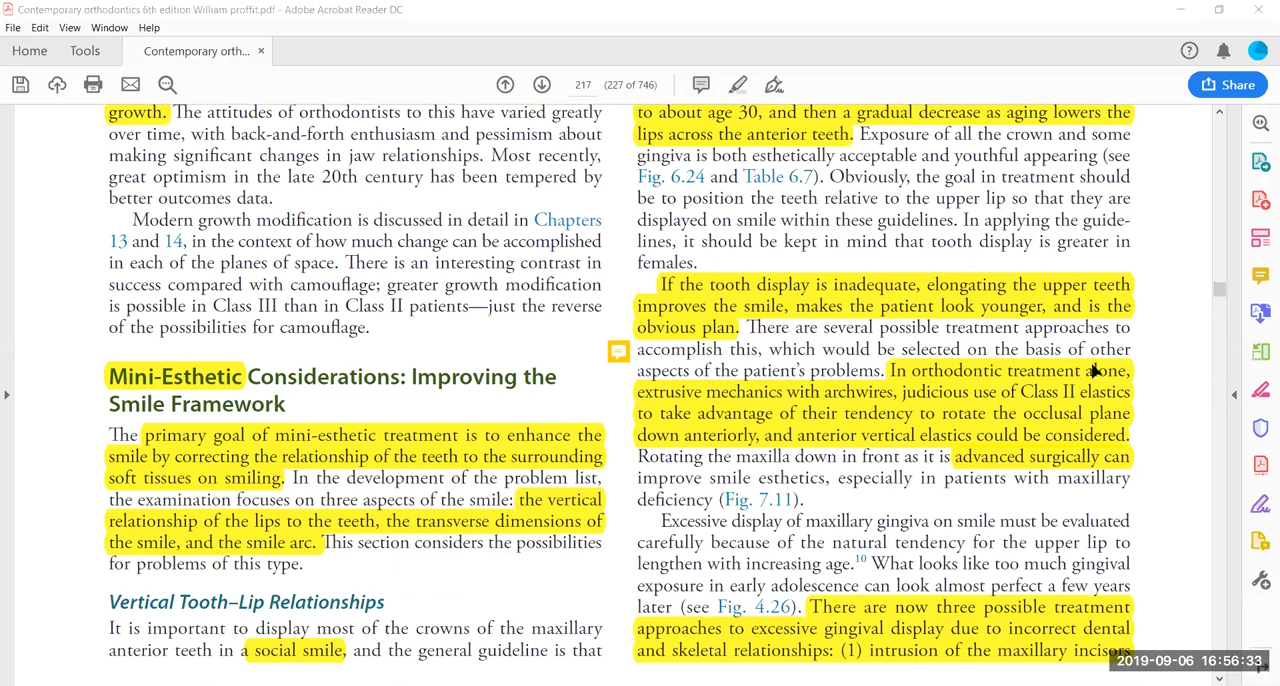 Contemporary orthodontics 6th edition William proffit.pdf - Adobe Acrobat Reader DC
File Edit View Window Help
Home Tools Contemporary orth... ×
217 (227 of 746)
Share
growth. The attitudes of orthodontists to this have varied greatly
over time, with back-and-forth enthusiasm and pessimism about
making significant changes in jaw relationships. Most recently,
great optimism in the late 20th century has been tempered by
better outcomes data.
Modern growth modification is discussed in detail in Chapters
13 and 14, in the context of how much change can be accomplished
in each of the planes of space. There is an interesting contrast in
success compared with camouflage; greater growth modification
is possible in Class III than in Class II patients—just the reverse
of the possibilities for camouflage.
Mini-Esthetic Considerations: Improving the
Smile Framework
The primary goal of mini-esthetic treatment is to enhance the
smile by correcting the relationship of the teeth to the surrounding
soft tissues on smiling. In the development of the problem list,
the examination focuses on three aspects of the smile: the vertical
relationship of the lips to the teeth, the transverse dimensions of
the smile, and the smile arc. This section considers the possibilities
for problems of this type.
Vertical Tooth–Lip Relationships
It is important to display most of the crowns of the maxillary
anterior teeth in a social smile, and the general guideline is that
to about age 30, and then a gradual decrease as aging lowers the
lips across the anterior teeth. Exposure of all the crown and some
gingiva is both esthetically acceptable and youthful appearing (see
Fig. 6.24 and Table 6.7). Obviously, the goal in treatment should
be to position the teeth relative to the upper lip so that they are
displayed on smile within these guidelines. In applying the guide-
lines, it should be kept in mind that tooth display is greater in
females.
If the tooth display is inadequate, elongating the upper teeth
improves the smile, makes the patient look younger, and is the
obvious plan. There are several possible treatment approaches to
accomplish this, which would be selected on the basis of other
aspects of the patient's problems. In orthodontic treatment alone,
extrusive mechanics with archwires, judicious use of Class II elastics
to take advantage of their tendency to rotate the occlusal plane
down anteriorly, and anterior vertical elastics could be considered.
Rotating the maxilla down in front as it is advanced surgically can
improve smile esthetics, especially in patients with maxillary
deficiency (Fig. 7.11).
Excessive display of maxillary gingiva on smile must be evaluated
carefully because of the natural tendency for the upper lip to
lengthen with increasing age.10 What looks like too much gingival
exposure in early adolescence can look almost perfect a few years
later (see Fig. 4.26). There are now three possible treatment
approaches to excessive gingival display due to incorrect dental
and skeletal relationships: (1) intrusion of the maxillary incisors
2019-09-06 16:56:33